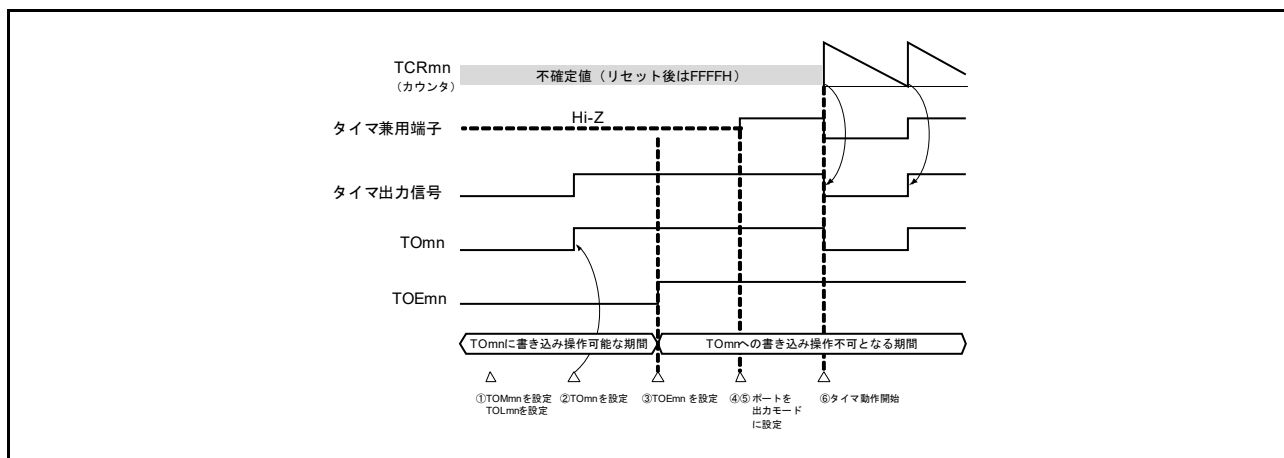 TCRmn
（カウンタ）
不確定値（リセット後はFFFFH）
タイマ兼用端子
Hi-Z
タイマ出力信号
TOmn
TOEmn
TOmnに書き込み操作可能な期間
TOmnへの書き込み操作不可となる期間
①TOMmnを設定
TOLmnを設定
②TOmnを設定
③TOEmn を設定
④⑤ ポートを
出力モード
に設定
⑥タイマ動作開始